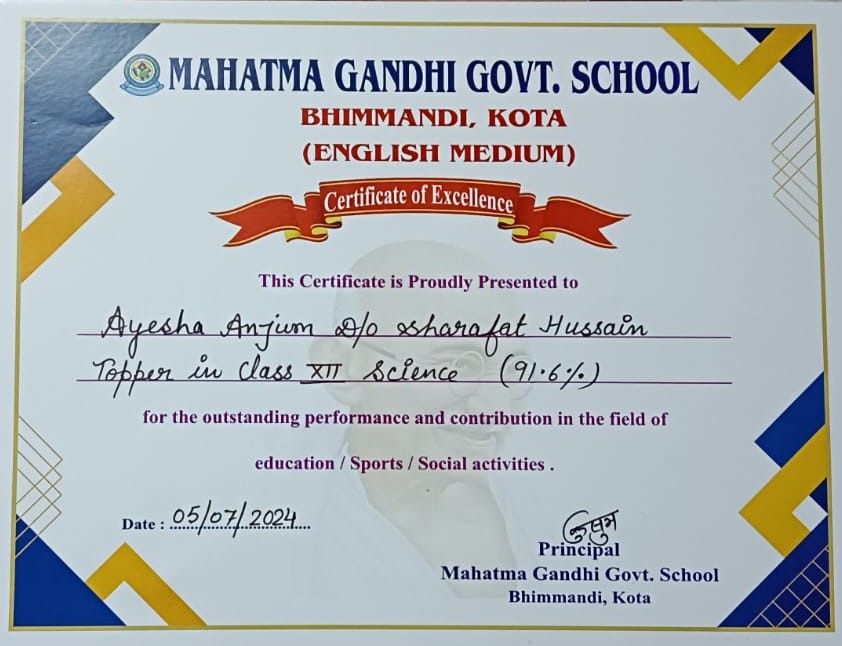 MAHATMA GANDHI GOVT. SCHOOL
BHIMMANDI, KOTA
(ENGLISH MEDIUM)
Certificate of Excellence
This Certificate is Proudly Presented to
Ayesha Anjum D/o Sharafat Hussain
Topper in class XII Science (91.6%)
for the outstanding performance and contribution in the field of
education / Sports / Social activities .
Date : 05/07/2024
कुसुम
Principal
Mahatma Gandhi Govt. School
Bhimmandi, Kota